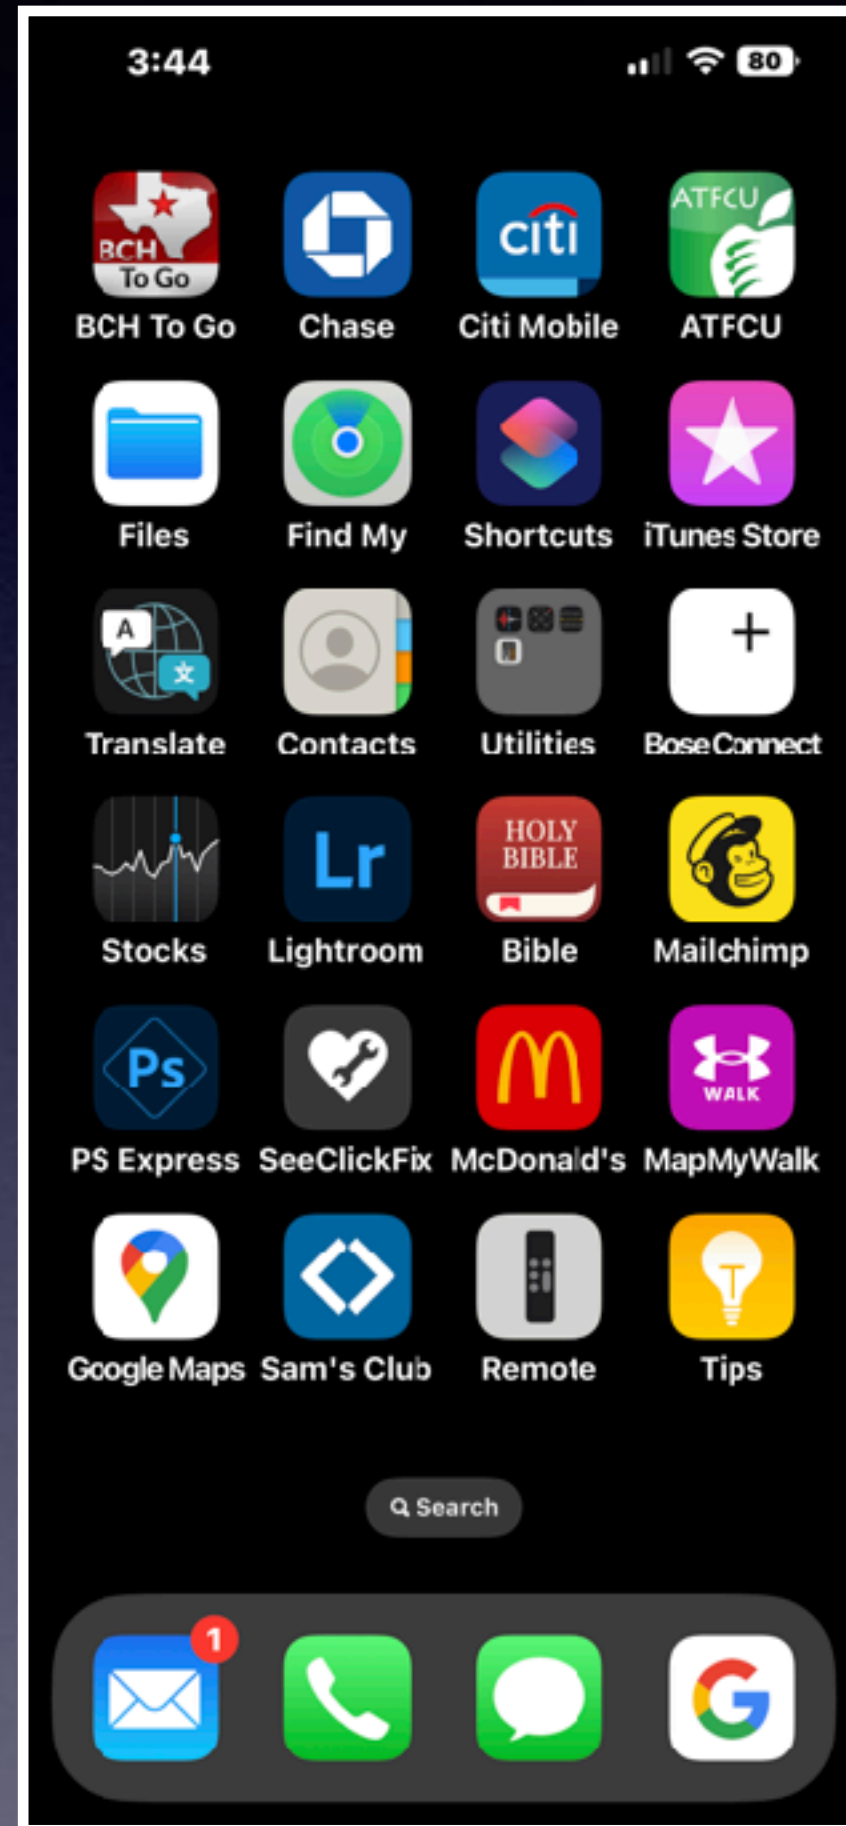 3:44
80
BCH
To Go
citi
ATFCU
BCH To Go
Chase
Citi Mobile
ATFCU
Files
Find My
Shortcuts
iTunes Store
A
文
Translate
Contacts
Utilities
Bose Connect
Lr
HOLY
BIBLE
Stocks
Lightroom
Bible
Mailchimp
Ps
WALK
PS Express
SeeClickFix
McDonald's
MapMyWalk
Google Maps
Sam's Club
Remote
Tips
Search
1
G